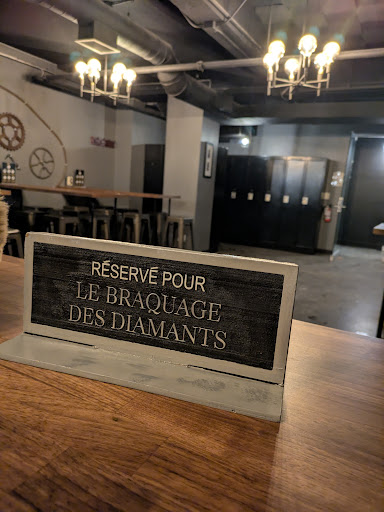 RÉSERVÉ POUR
LE BRAQUAGE
DES DIAMANTS